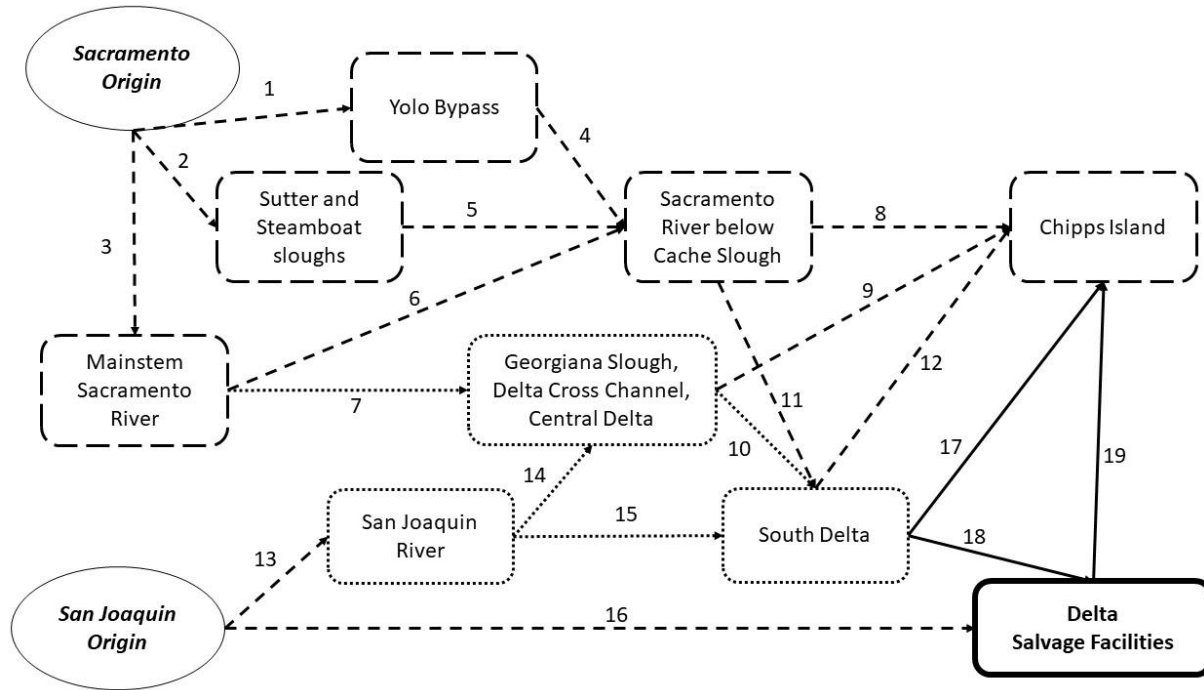 Sacramento
Origin
1
Yolo Bypass
4
2
Sutter and
Steamboat
sloughs
5
Sacramento
River below
Cache Slough
8
Chipps Island
3
6
9
Mainstem
Sacramento
River
7
Georgiana Slough,
Delta Cross Channel,
Central Delta
12
11
10
17
19
14
San Joaquin
River
15
South Delta
18
13
San Joaquin
Origin
16
Delta
Salvage Facilities